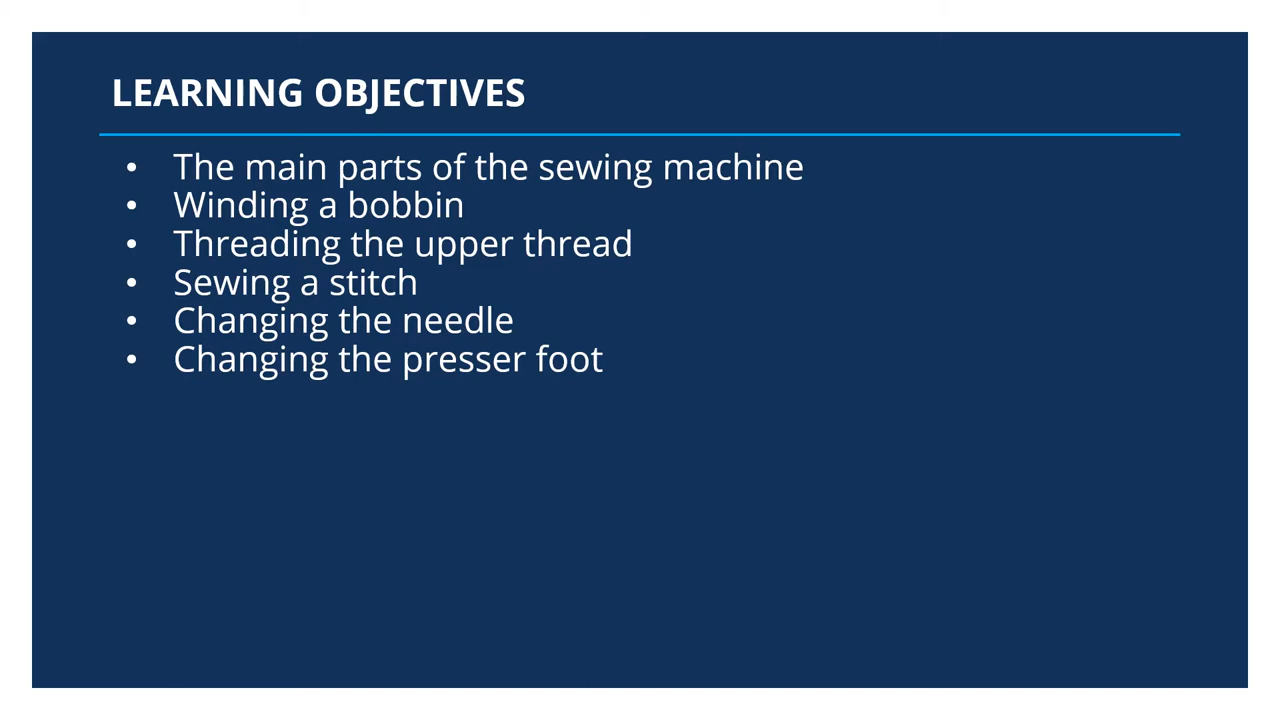 LEARNING OBJECTIVES
• The main parts of the sewing machine
• Winding a bobbin
• Threading the upper thread
• Sewing a stitch
• Changing the needle
• Changing the presser foot